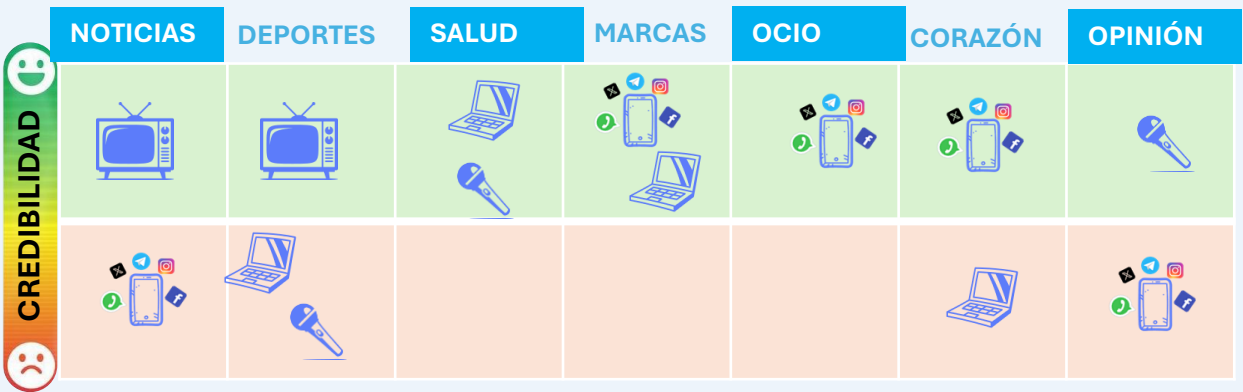 NOTICIAS
DEPORTES
SALUD
MARCAS
OCIO
CORAZÓN
OPINIÓN
CREDIBILIDAD